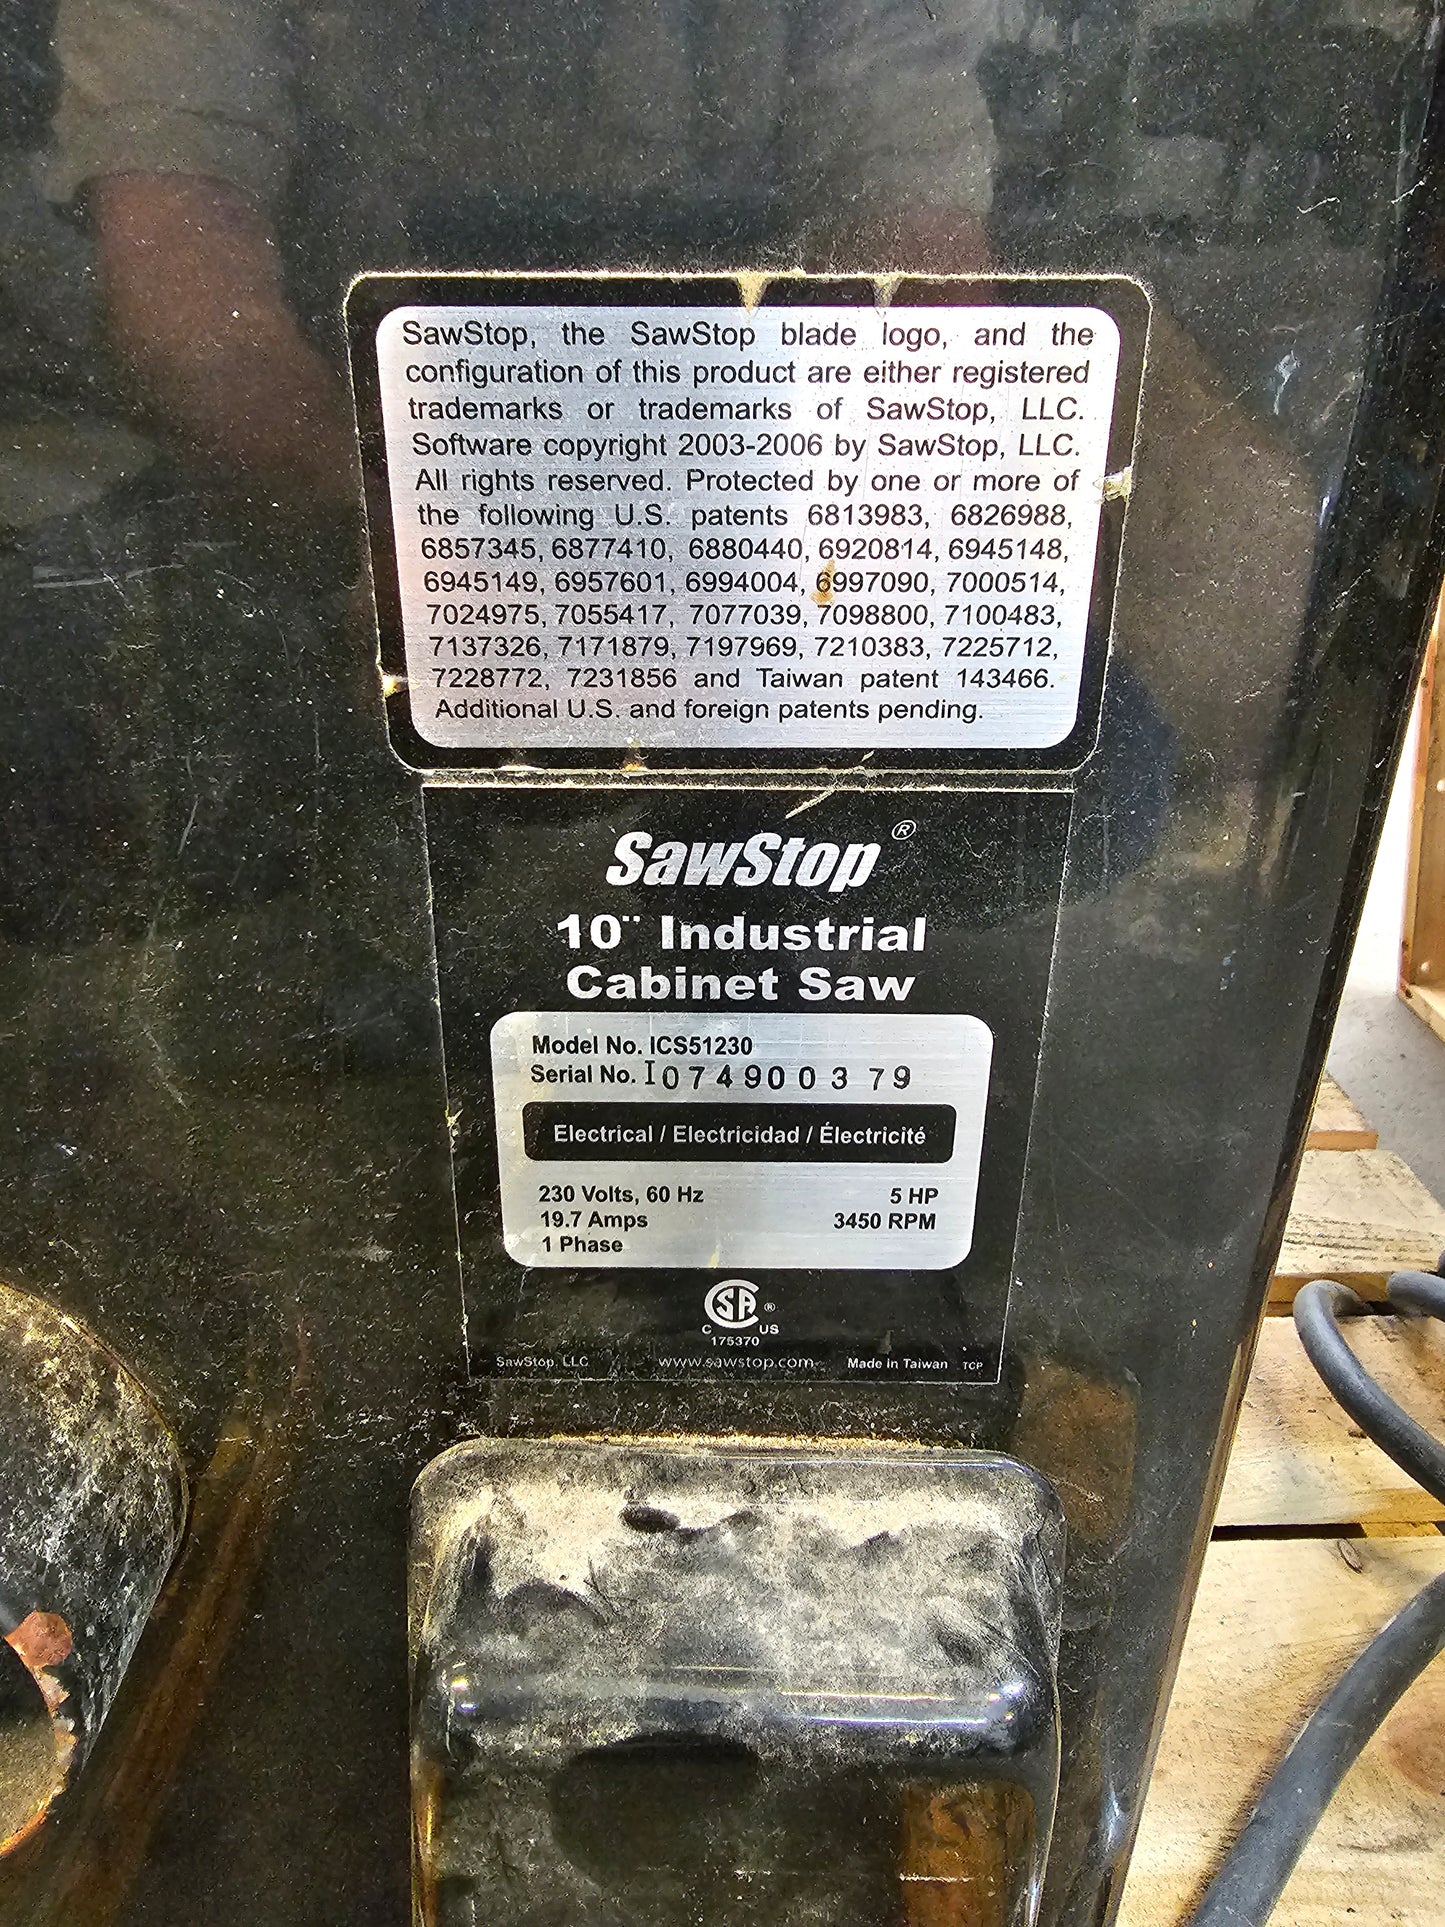 SawStop, the SawStop blade logo, and the
configuration of this product are either registered
trademarks or trademarks of SawStop, LLC.
Software copyright 2003-2006 by SawStop, LLC.
All rights reserved. Protected by one or more of
the following U.S. patents 6813983, 6826988,
6857345, 6877410, 6880440, 6920814, 6945148,
6945149, 6957601, 6994004, 6997090, 7000514,
7024975, 7055417, 7077039, 7098800, 7100483,
7137326, 7171879, 7197969, 7210383, 7225712,
7228772, 7231856 and Taiwan patent 143466.
Additional U.S. and foreign patents pending.
SawStop®
10¨ Industrial
Cabinet Saw
Model No. ICS51230
Serial No. I074900379
Electrical / Electricidad / Électricité
230 Volts, 60 Hz 5 HP
19.7 Amps 3450 RPM
1 Phase
CSA ®
C US
175370
SawStop, LLC www.sawstop.com Made in Taiwan TCP